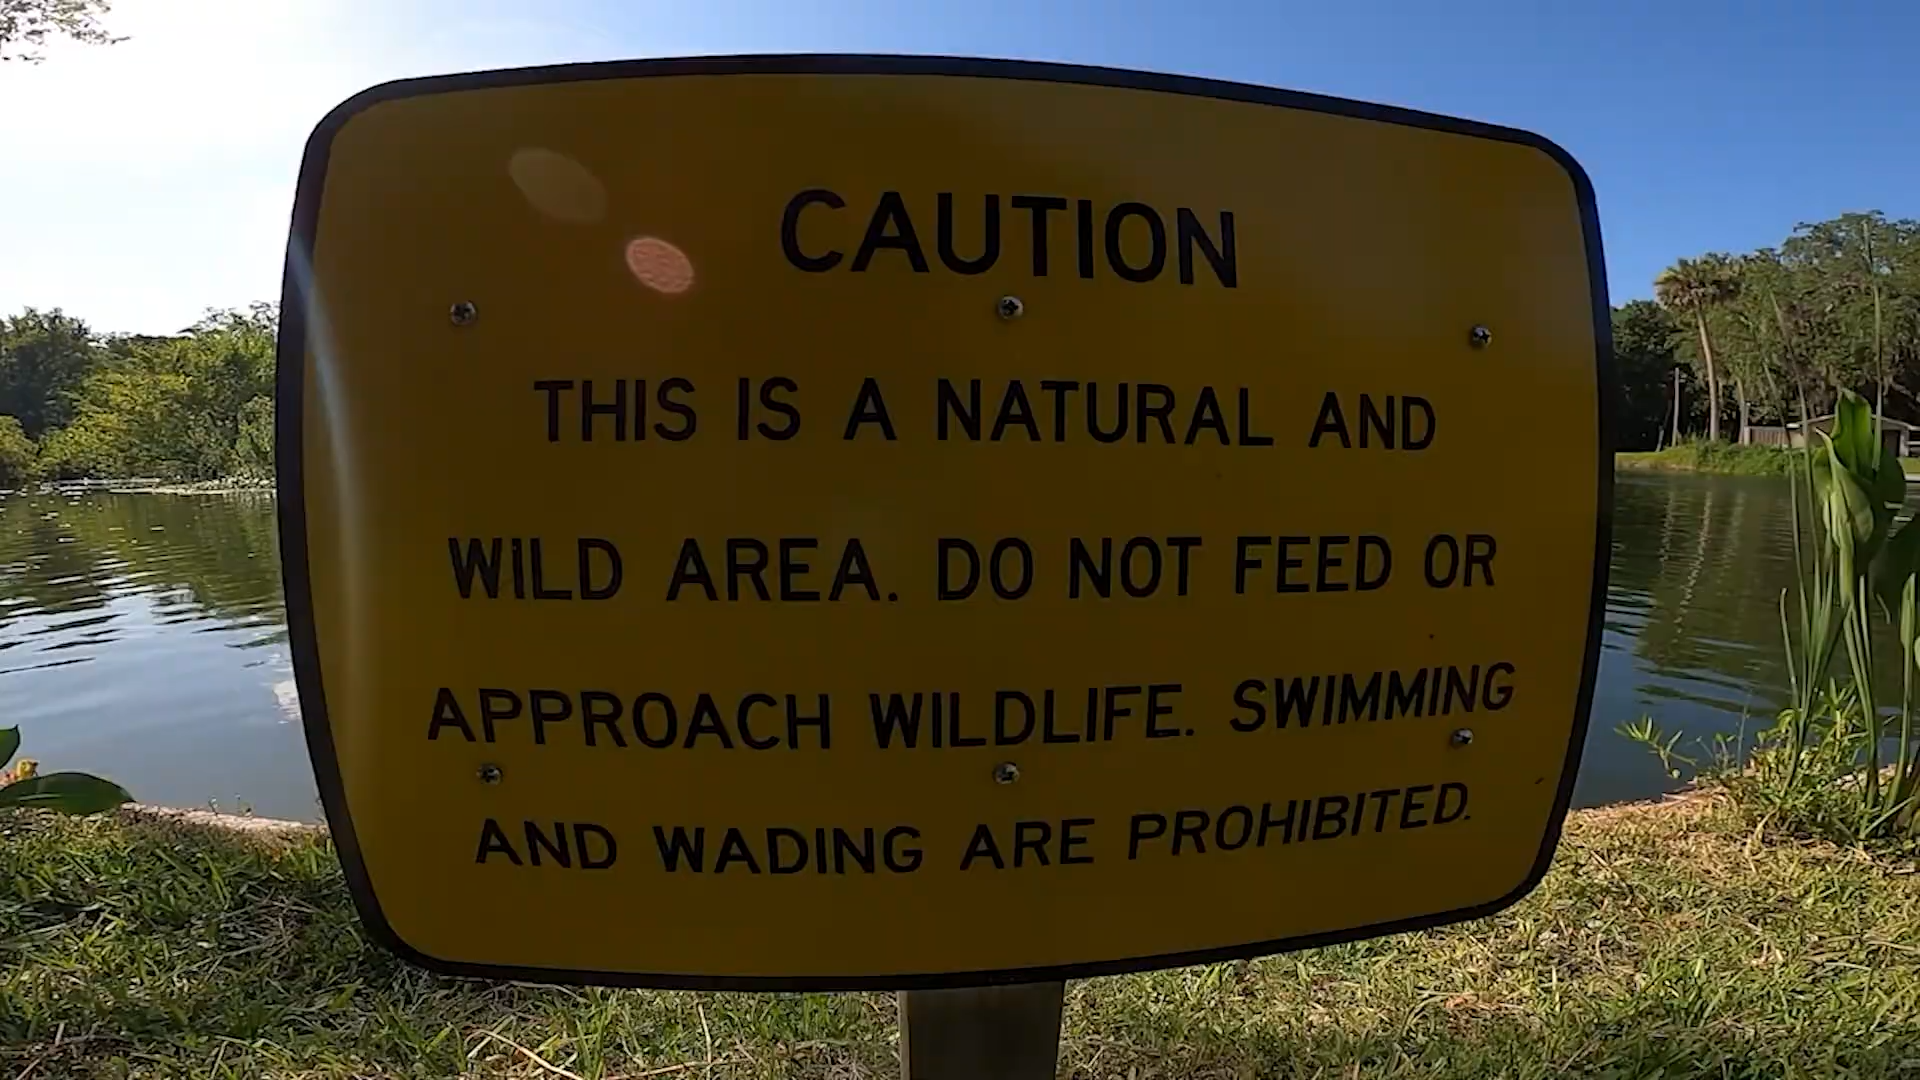 CAUTION
THIS IS A NATURAL AND
WILD AREA. DO NOT FEED OR
APPROACH WILDLIFE. SWIMMING
AND WADING ARE PROHIBITED.